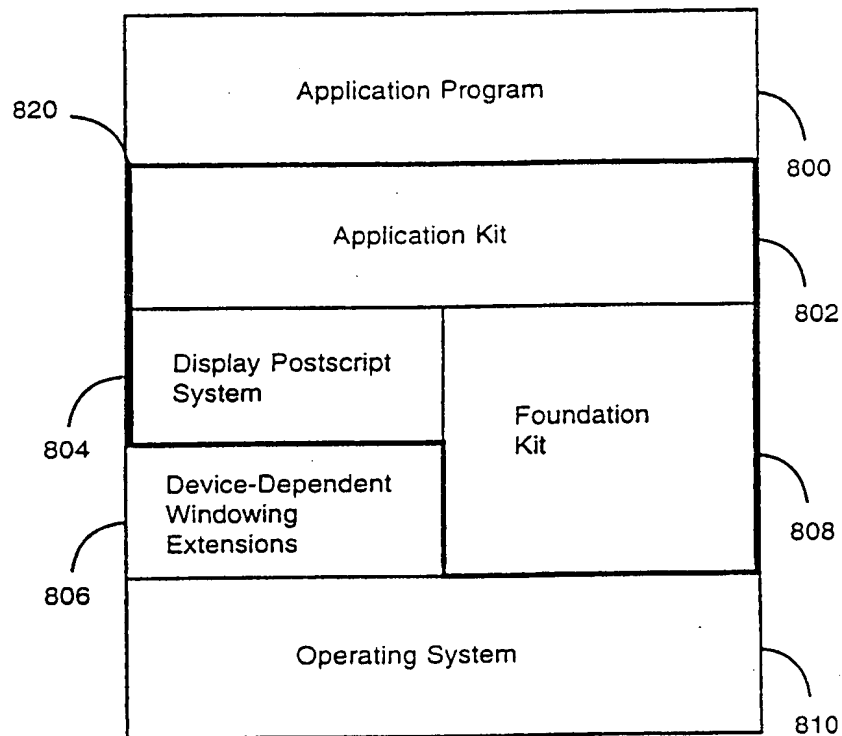 Application Program
820
800
Application Kit
802
Display Postscript
System
804
Foundation
Kit
Device-Dependent
Windowing
Extensions
808
806
Operating System
810